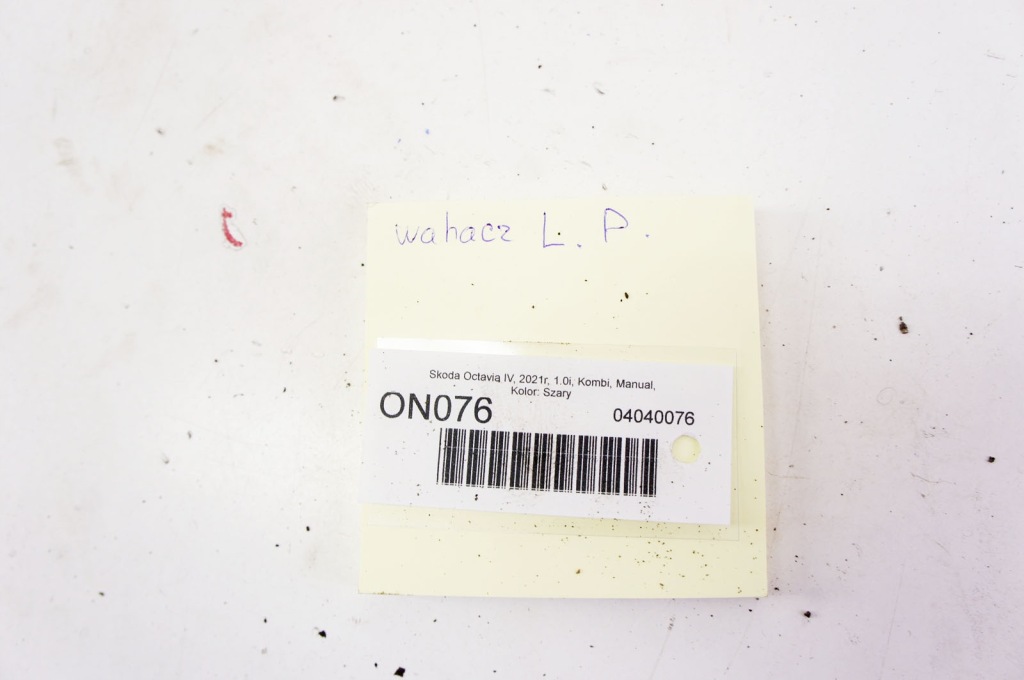 wahacz L. P.
Skoda Octavia IV, 2021r, 1.0i, Kombi, Manual,
Kolor: Szary
ON076 04040076